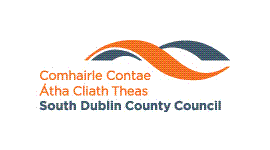 Comhairle Contae
Átha Cliath Theas
South Dublin County Council